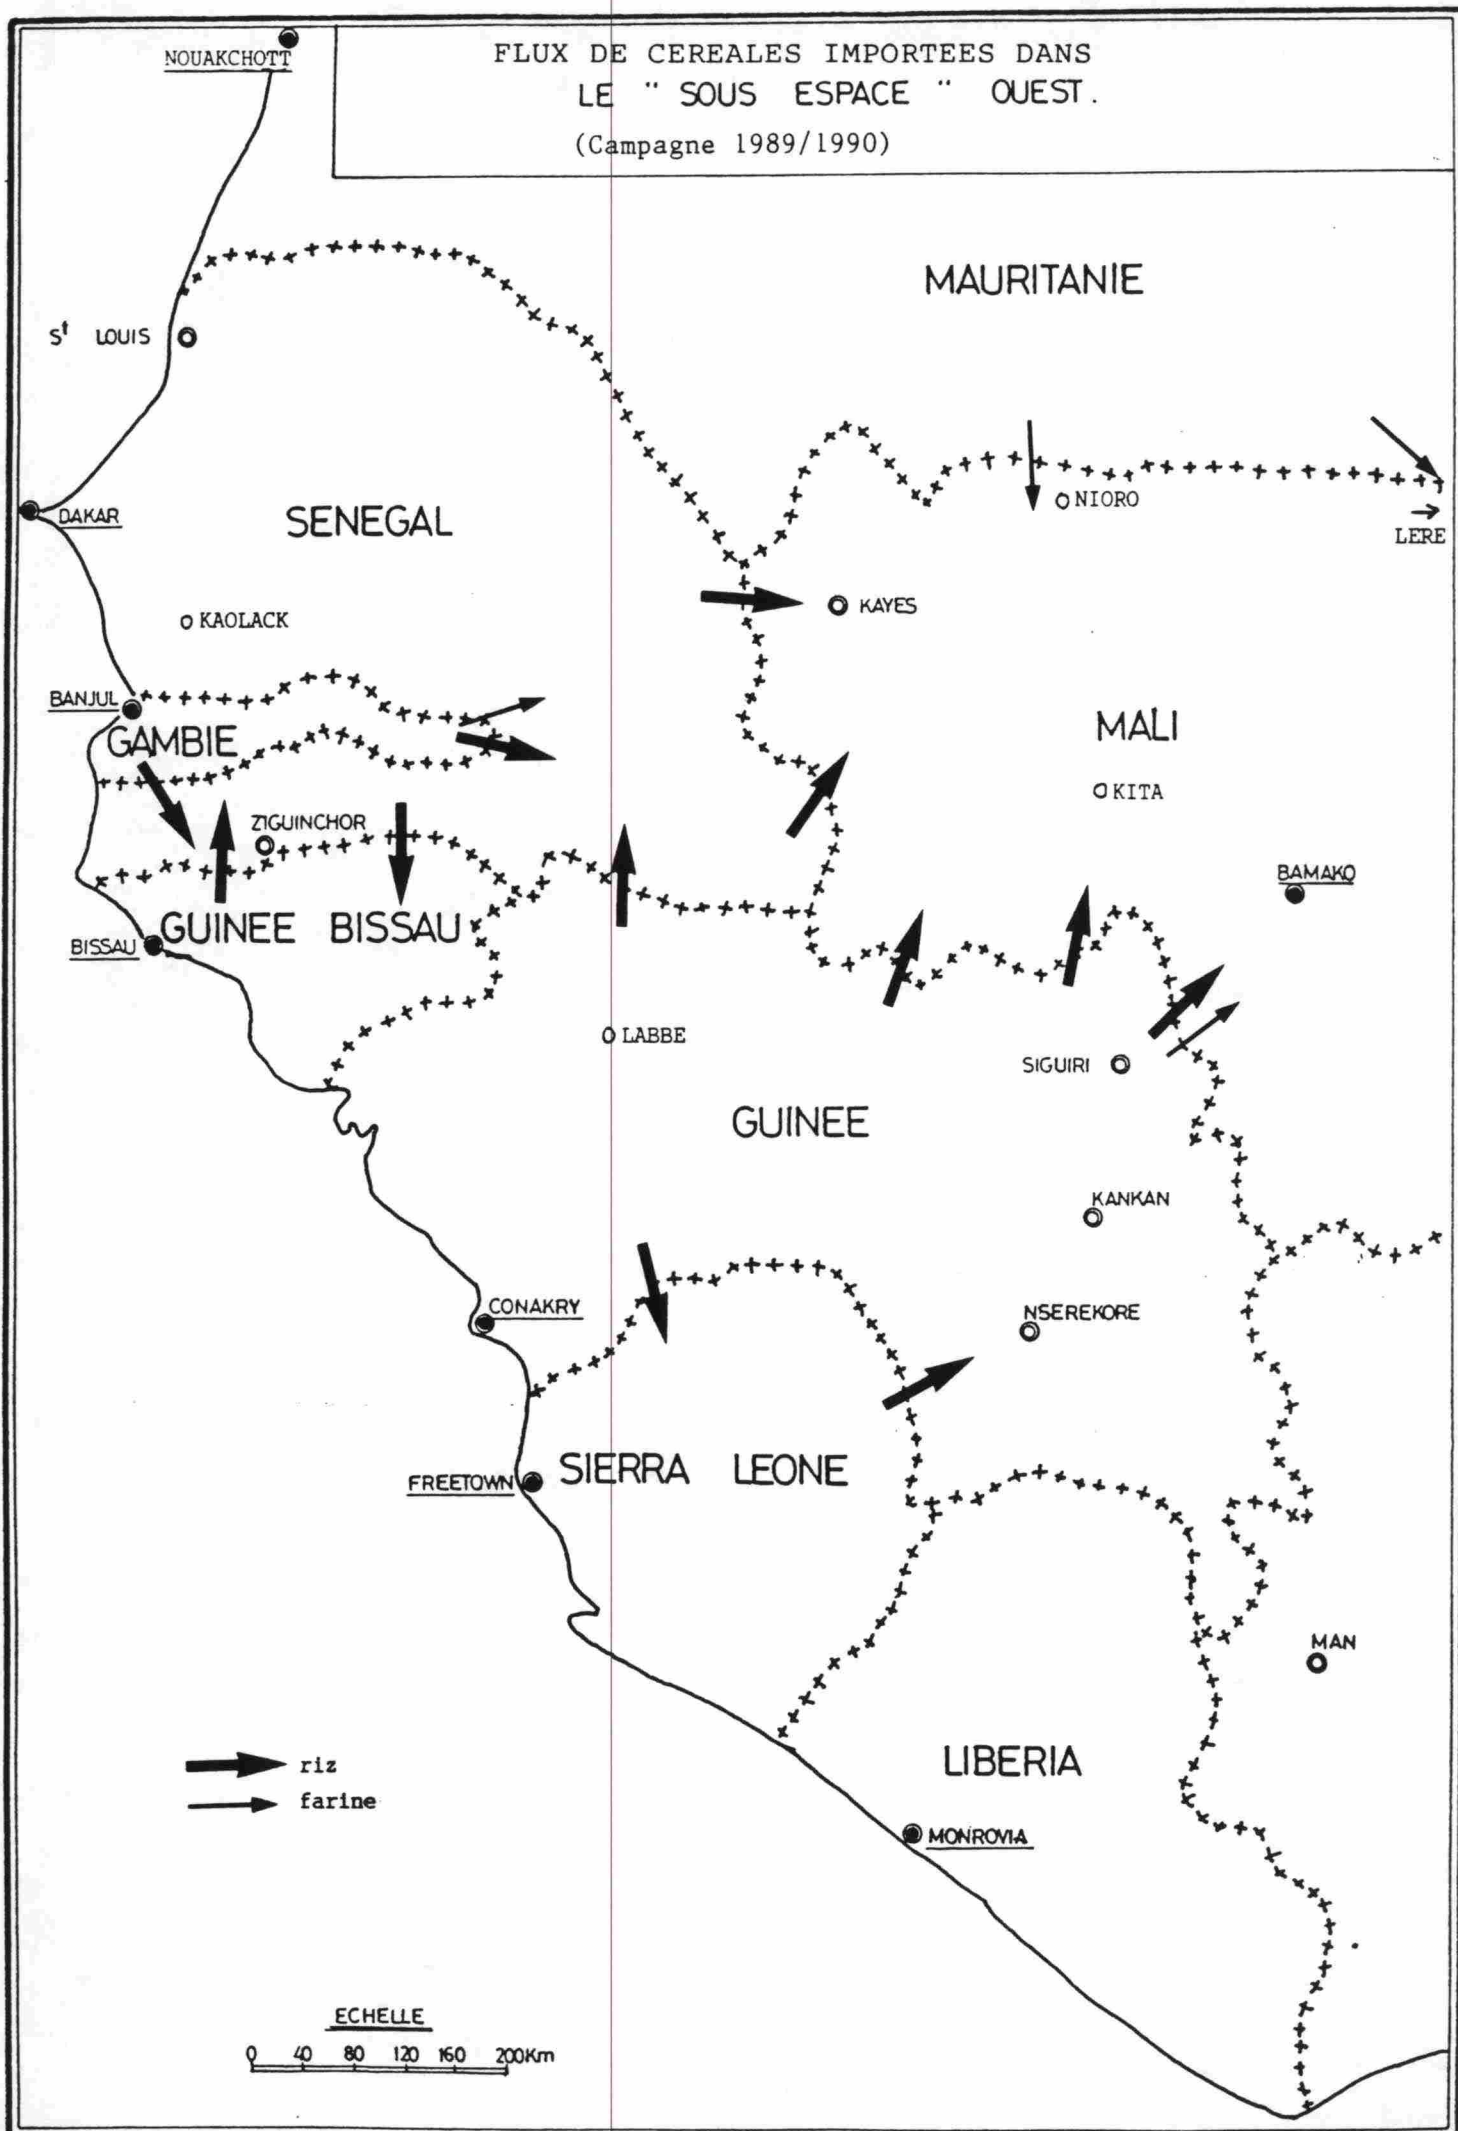 FLUX DE CEREALES IMPORTEES DANS
LE " SOUS ESPACE " OUEST.
(Campagne 1989/1990)
NOUAKCHOTT
MAURITANIE
St LOUIS
NIORO
DAKAR
SENEGAL
LERE
KAYES
KAOLACK
BANJUL
GAMBIE
MALI
KITA
ZIGUINCHOR
BAMAKO
GUINEE BISSAU
BISSAU
LABBE
SIGUIRI
GUINEE
KANKAN
CONAKRY
NSEREKORE
SIERRA LEONE
FREETOWN
MAN
riz
LIBERIA
farine
MONROVIA
ECHELLE
0 40 80 120 160 200Km